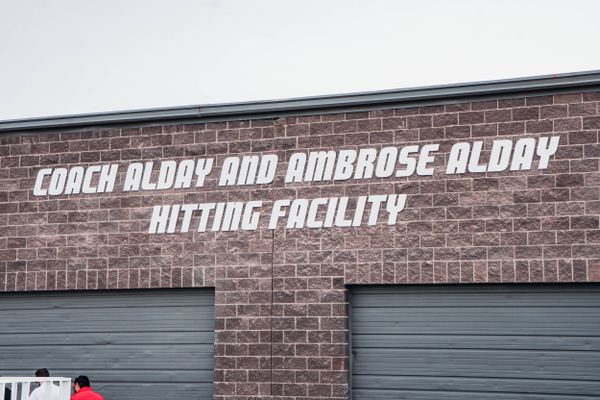 COACH ALDAY AND AMBROSE ALDAY
HITTING FACILITY